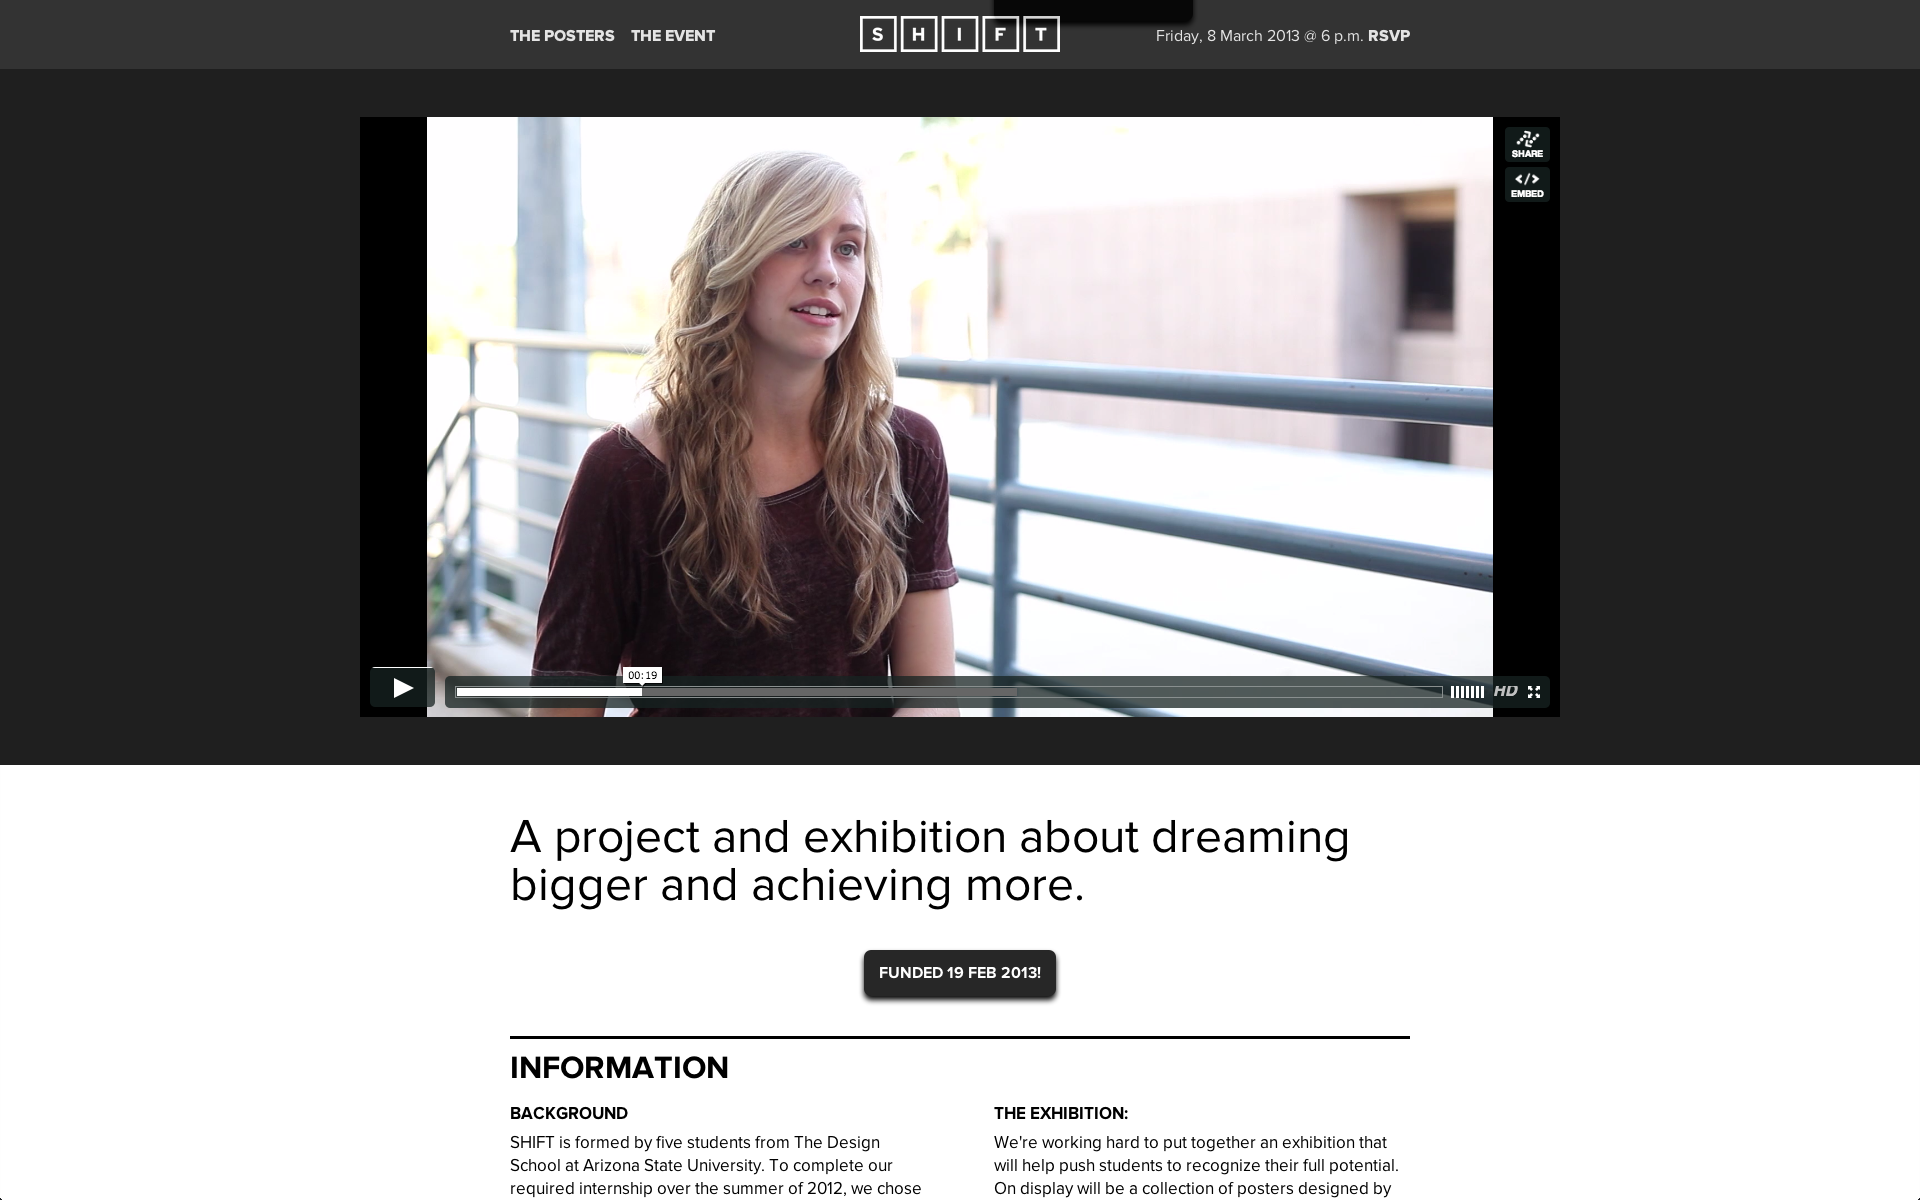 THE POSTERS THE EVENT
SHIFT
Friday, 8 March 2013 @ 6 p.m. RSVP
SHARE
</>
EMBED
00:19
HD
A project and exhibition about dreaming
bigger and achieving more.
FUNDED 19 FEB 2013!
INFORMATION
BACKGROUND
SHIFT is formed by five students from The Design
School at Arizona State University. To complete our
required internship over the summer of 2012, we chose
THE EXHIBITION:
We're working hard to put together an exhibition that
will help push students to recognize their full potential.
On display will be a collection of posters designed by